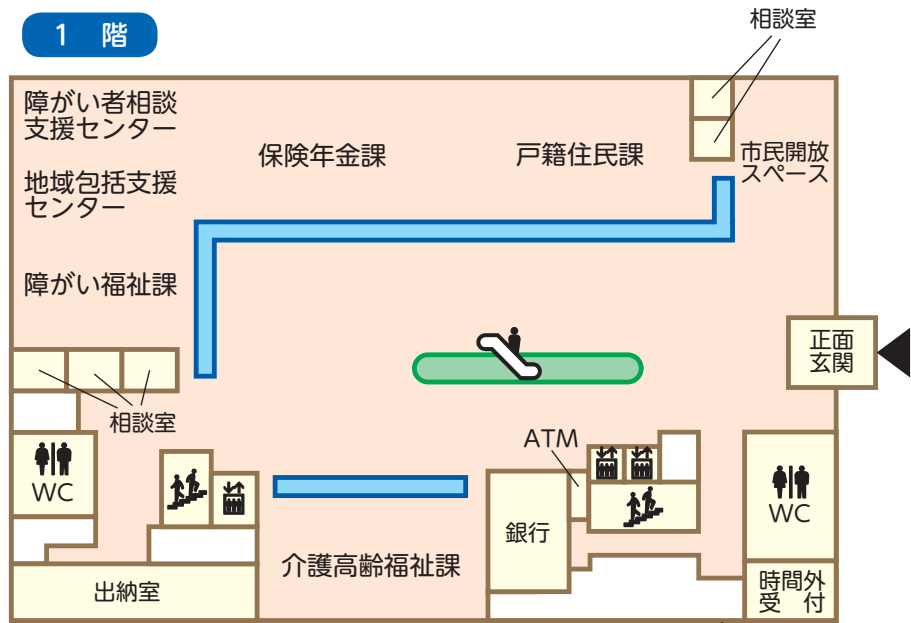 1 階
相談室
障がい者相談
支援センター
保険年金課
戸籍住民課
市民開放
スペース
地域包括支援
センター
障がい福祉課
正面
玄関
相談室
ATM
WC
WC
銀行
介護高齢福祉課
出納室
時間外
受 付